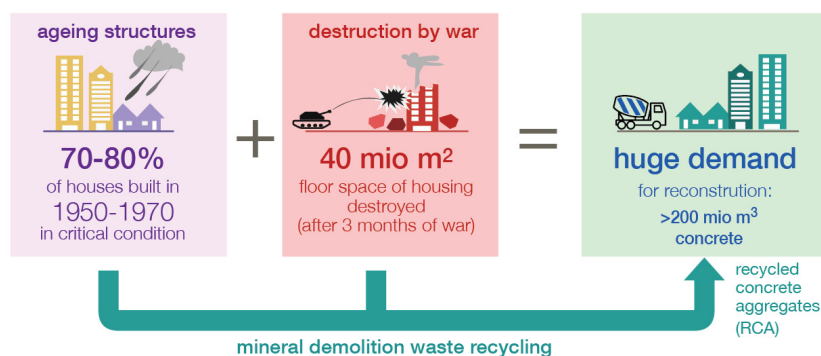 ageing structures
70-80%
of houses built in
1950-1970
in critical condition
+
destruction by war
40 mio m²
floor space of housing
destroyed
(after 3 months of war)
=
huge demand
for reconstrution:
>200 mio m³
concrete
recycled
concrete
aggregates
(RCA)
mineral demolition waste recycling